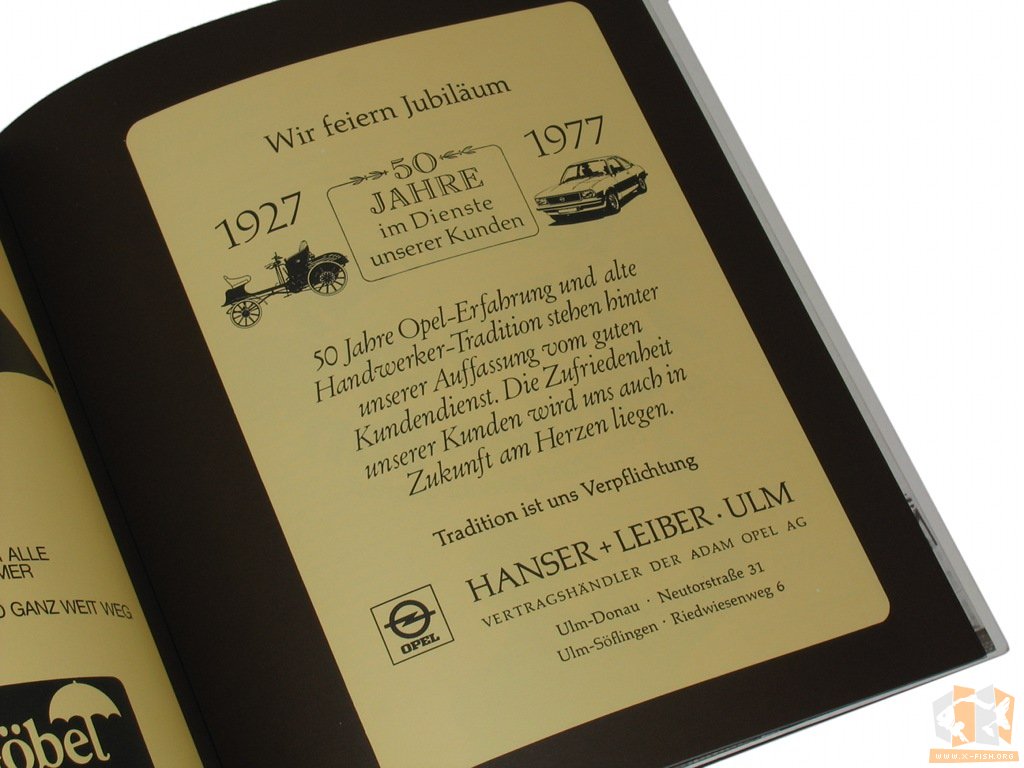 Wir feiern Jubiläum
1927
50
JAHRE
im Dienste
unserer Kunden
1977
50 Jahre Opel-Erfahrung und alte
Handwerker-Tradition stehen hinter
unserer Auffassung vom guten
Kundendienst. Die Zufriedenheit
unserer Kunden wird uns auch in
Zukunft am Herzen liegen.
Tradition ist uns Verpflichtung
HANSER + LEIBER · ULM
VERTRAGSHÄNDLER DER ADAM OPEL AG
Ulm-Donau · Neutorstraße 31
Ulm-Söflingen · Riedwiesenweg 6
OPEL
ALLE
GANZ WEIT WEG
WWW.C-FISH.ORG